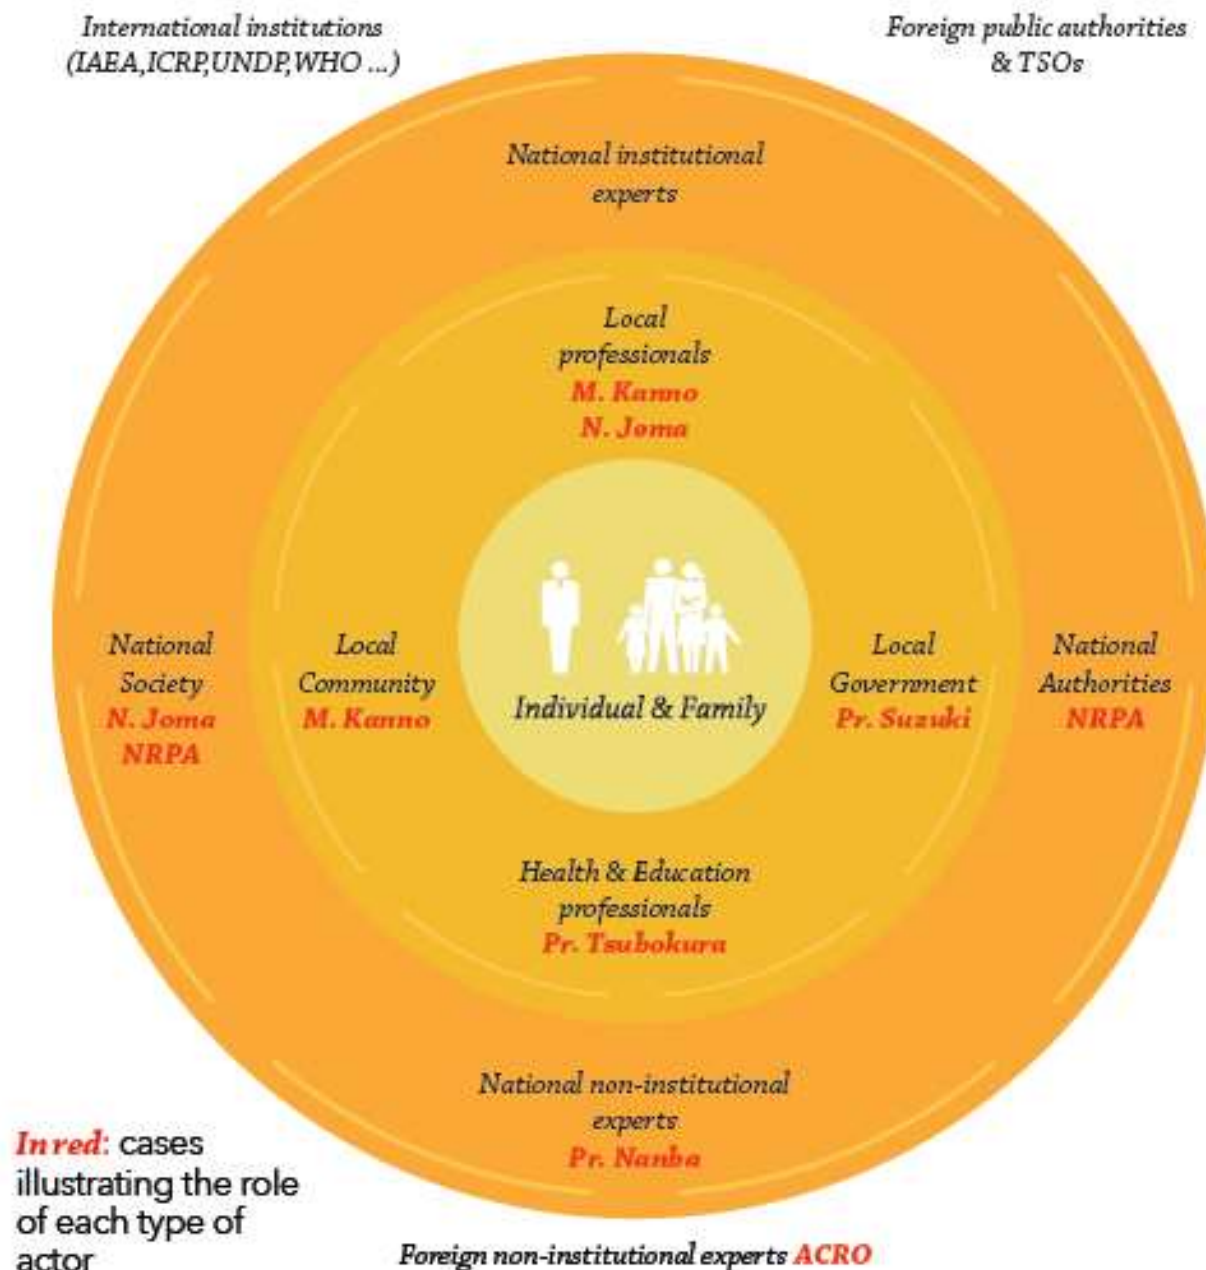 International institutions
(IAEA,ICRP,UNDP,WHO ...)
Foreign public authorities
& TSOs
National institutional
experts
Local
professionals
M. Kanno
N. Joma
National
Society
N. Joma
NRPA
Local
Community
M. Kanno
Individual & Family
Local
Government
Pr. Suzuki
National
Authorities
NRPA
Health & Education
professionals
Pr. Tsubokura
National non-institutional
experts
Pr. Nanba
In red: cases
illustrating the role
of each type of
actor
Foreign non-institutional experts ACRO